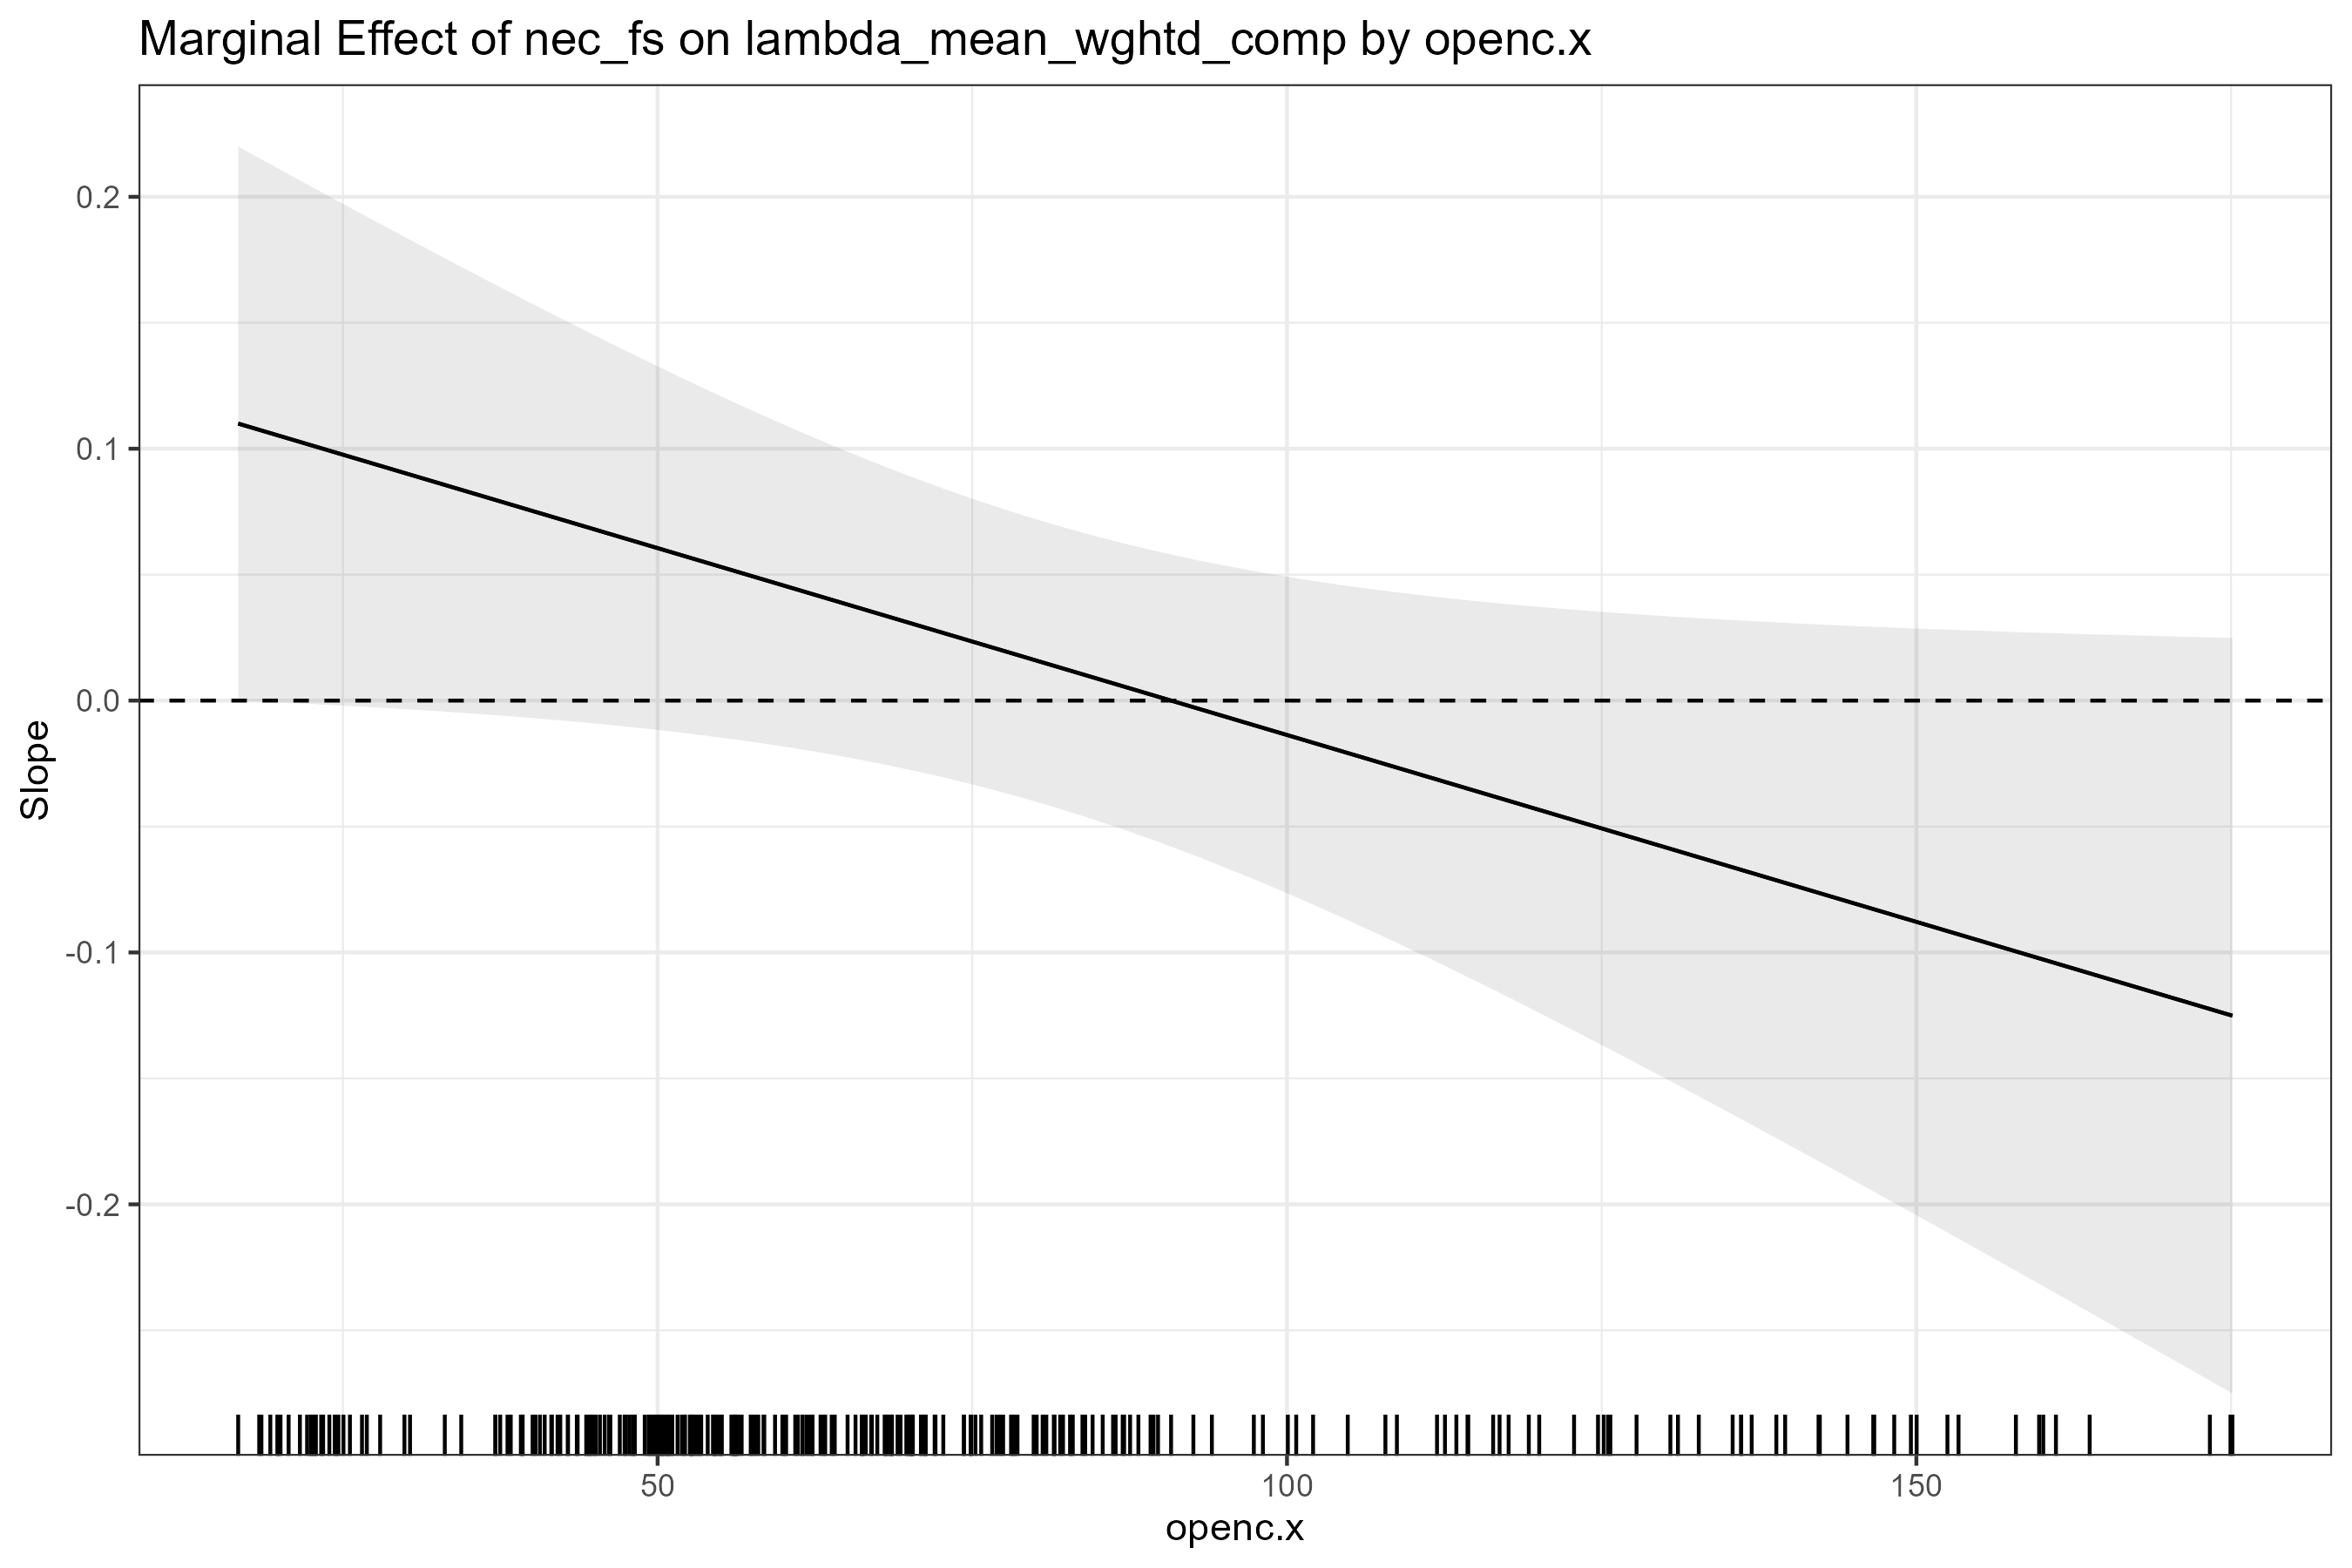 Marginal Effect of nec_fs on lambda_mean_wghtd_comp by openc.x
0.2
0.1
0.0
-0.1
-0.2
Slope
50 100 150
openc.x